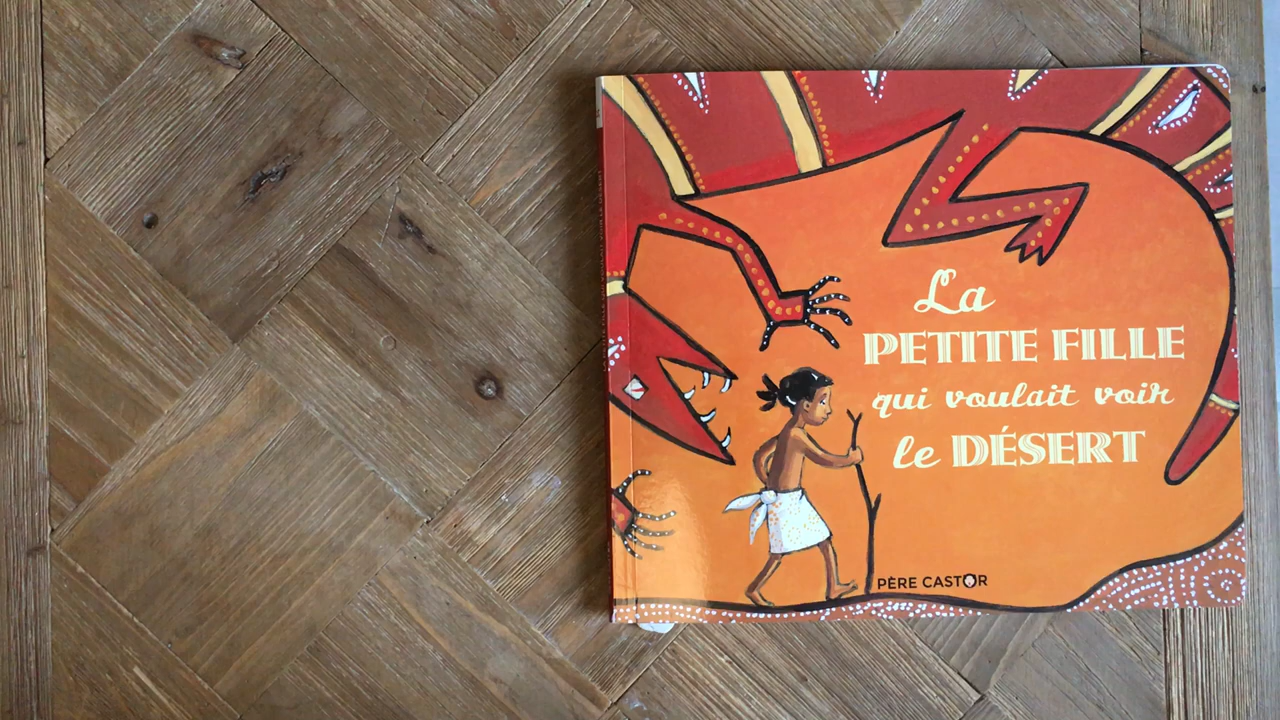 La
PETITE FILLE
qui voulait voir
le DÉSERT
PÈRE CASTOR